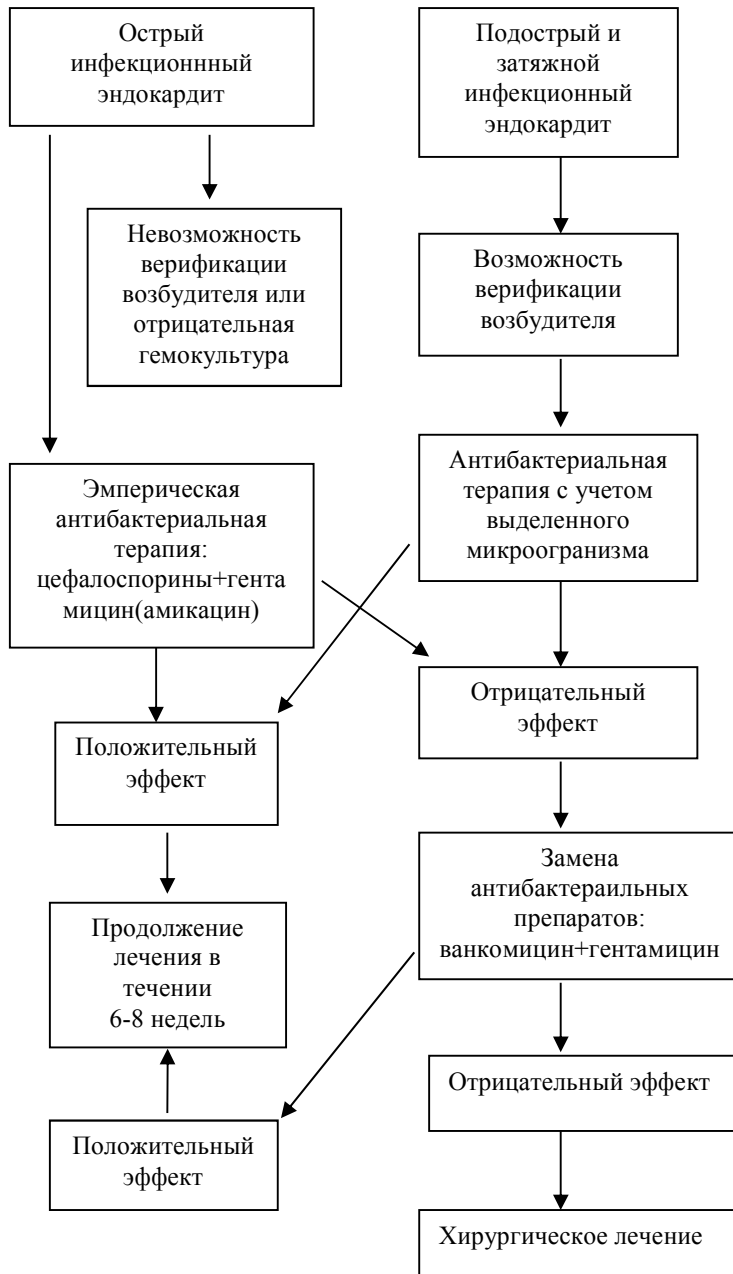 Острый
инфекционнный
эндокардит
Подострый и
затяжной
инфекционный
эндокардит
Невозможность
верификации
возбудителя или
отрицательная
гемокультура
Возможность
верификации
возбудителя
Эмперическая
антибактериальная
терапия:
цефалоспорины+гента
мицин(амикацин)
Антибактериальная
терапия с учетом
выделенного
микроогранизма
Отрицательный
эффект
Положительный
эффект
Замена
антибактераильных
препаратов:
ванкомицин+гентамицин
Продолжение
лечения в
течении
6-8 недель
Отрицательный эффект
Положительный
эффект
Хирургическое лечение